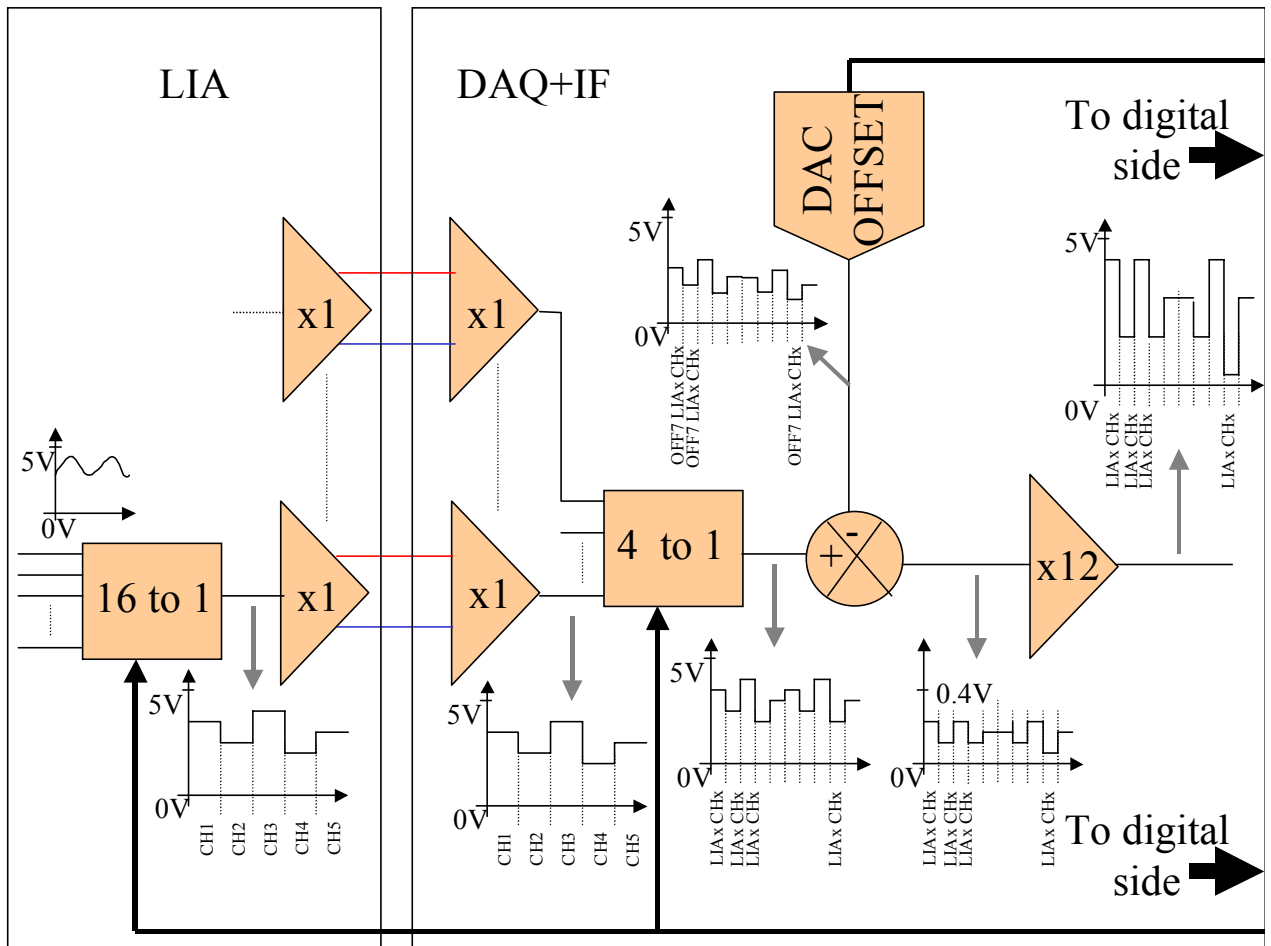 LIA
DAQ+IF
DAC
OFFSET
To digital
side
5V
0V
OFF7 LIAx CHx
OFF7 LIAx CHx
OFF7 LIAx CHx
5V
0V
LIAx CHx
LIAx CHx
LIAx CHx
LIAx CHx
x1
x1
5V
0V
16 to 1
x1
x1
4 to 1
+
-
x12
5V
0V
CH1
CH2
CH3
CH4
CH5
5V
0V
CH1
CH2
CH3
CH4
CH5
5V
0V
LIAx CHx
LIAx CHx
LIAx CHx
LIAx CHx
0.4V
0V
LIAx CHx
LIAx CHx
LIAx CHx
LIAx CHx
To digital
side